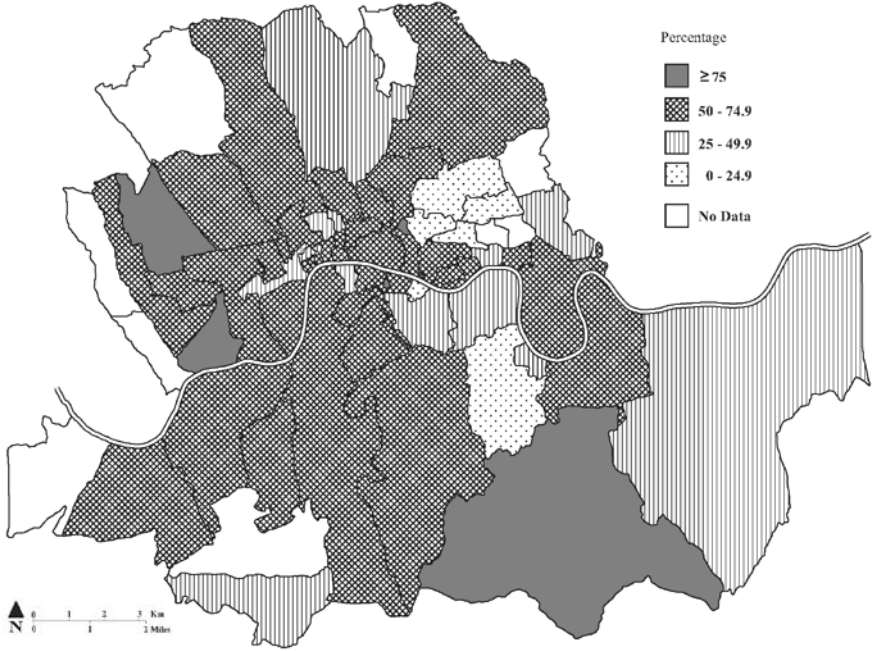 Percentage
≥ 75
50 - 74.9
25 - 49.9
0 - 24.9
No Data
0 1 2 3 Km
N 0 1 2 Miles